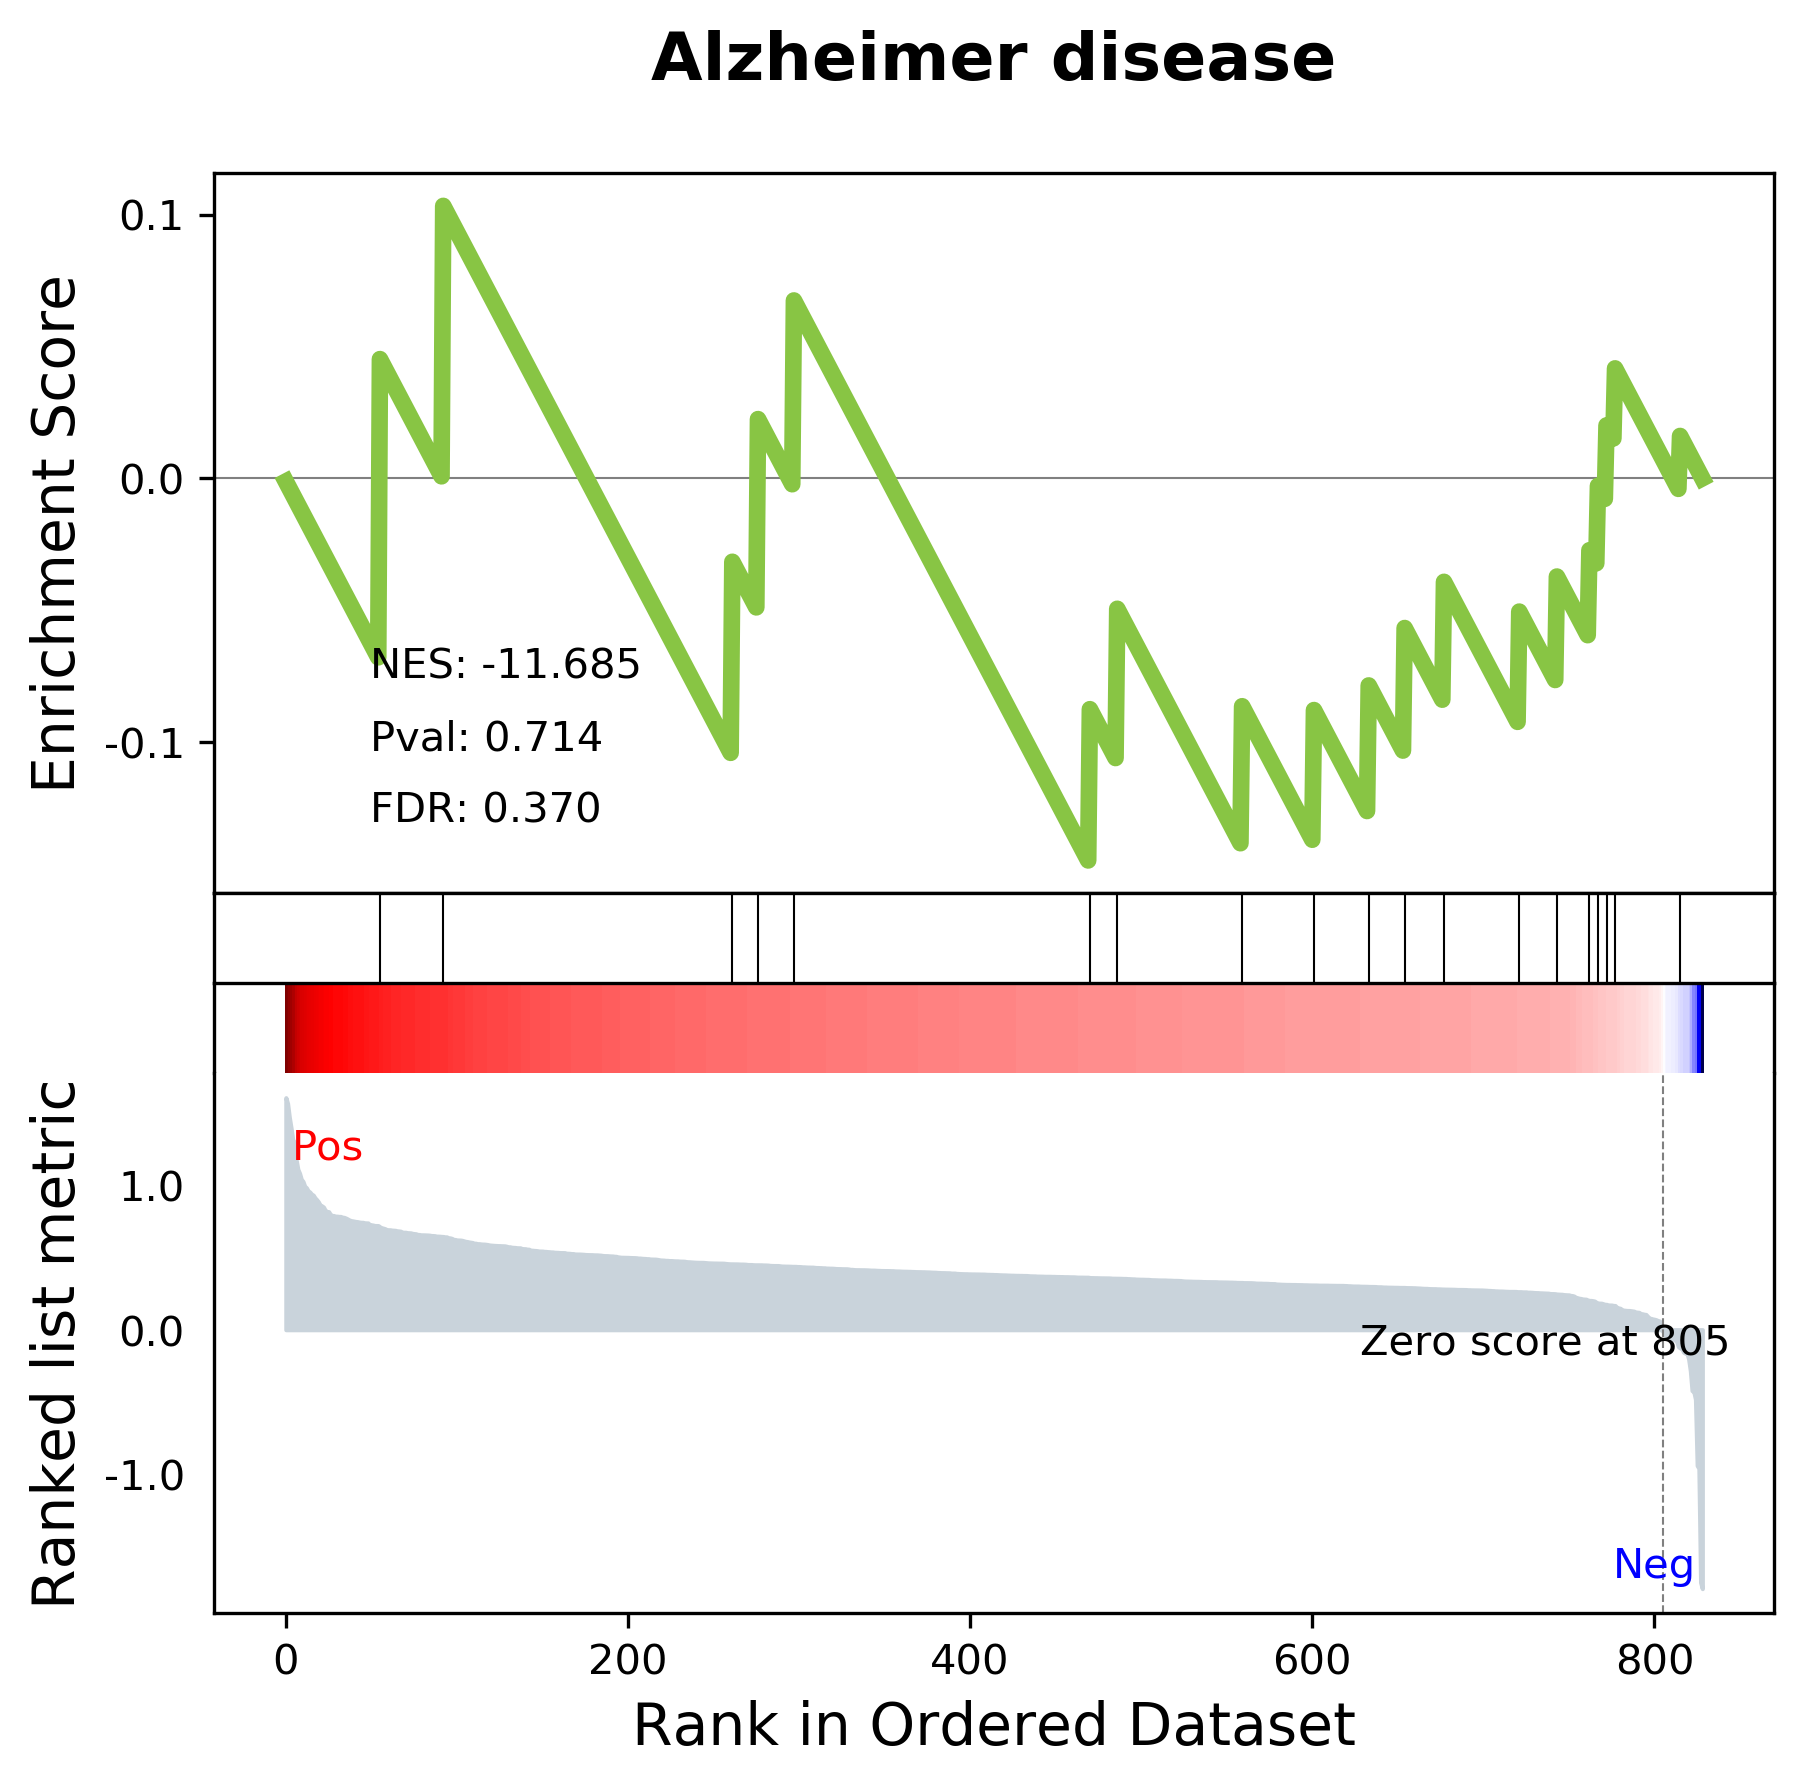 Alzheimer disease
Enrichment Score
0.1
0.0
-0.1
NES: -11.685
Pval: 0.714
FDR: 0.370
Ranked list metric
1.0
0.0
-1.0
Pos
Zero score at 805
Neg
0 200 400 600 800
Rank in Ordered Dataset